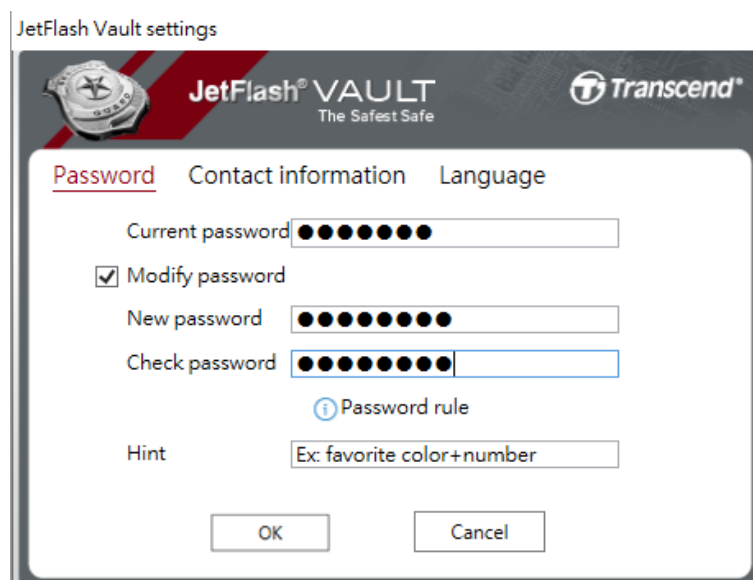 JetFlash Vault settings
JetFlash® VAULT
The Safest Safe
Transcend®
GUARD
Password Contact information Language
Current password ●●●●●●●
Modify password
New password ●●●●●●●●
Check password ●●●●●●●●
Password rule
Hint Ex: favorite color+number
OK Cancel